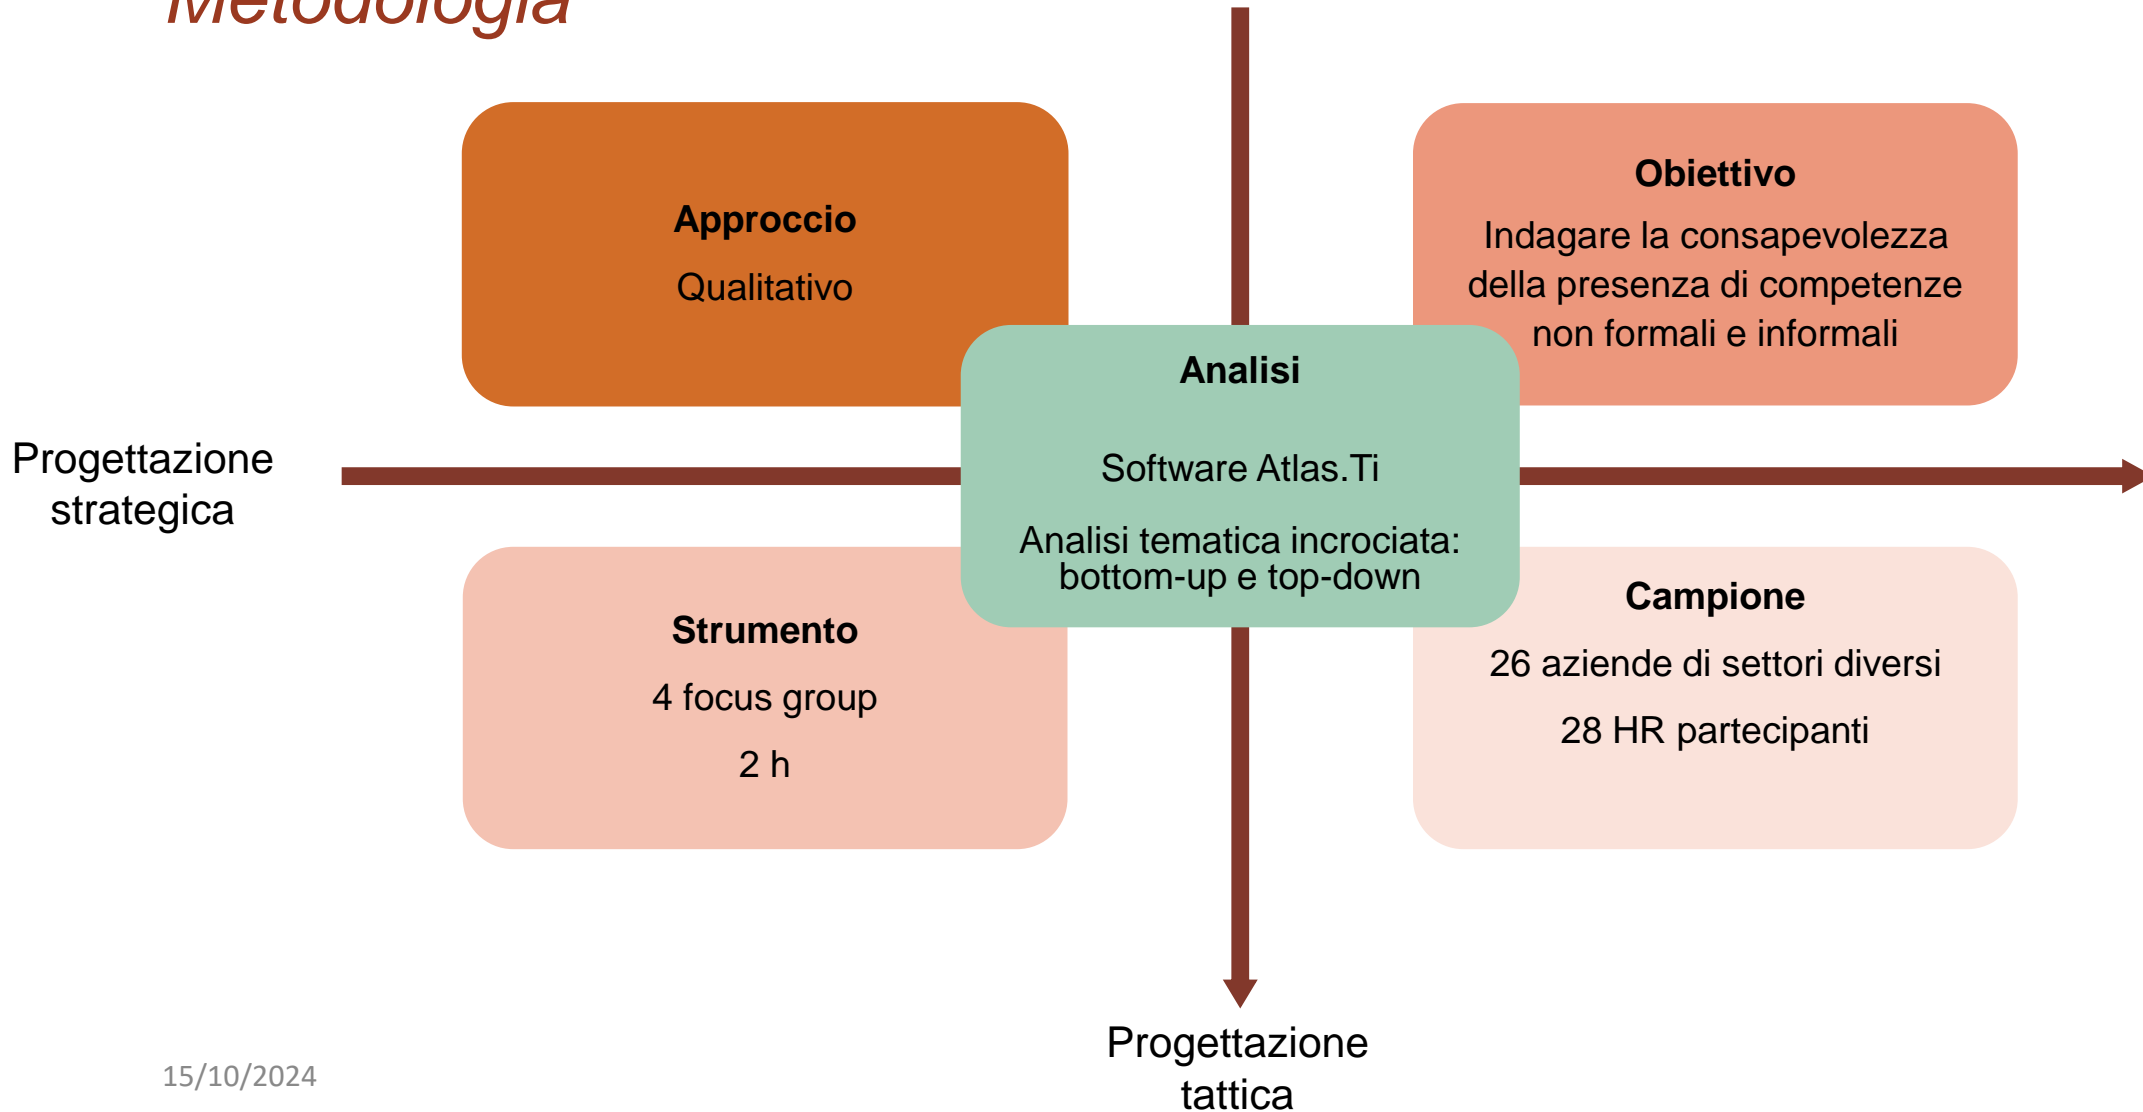 Metodologia
Approccio
Qualitativo
Obiettivo
Indagare la consapevolezza
della presenza di competenze
non formali e informali
Analisi
Software Atlas.Ti
Analisi tematica incrociata:
bottom-up e top-down
Progettazione
strategica
Strumento
4 focus group
2 h
Campione
26 aziende di settori diversi
28 HR partecipanti
Progettazione
tattica
15/10/2024